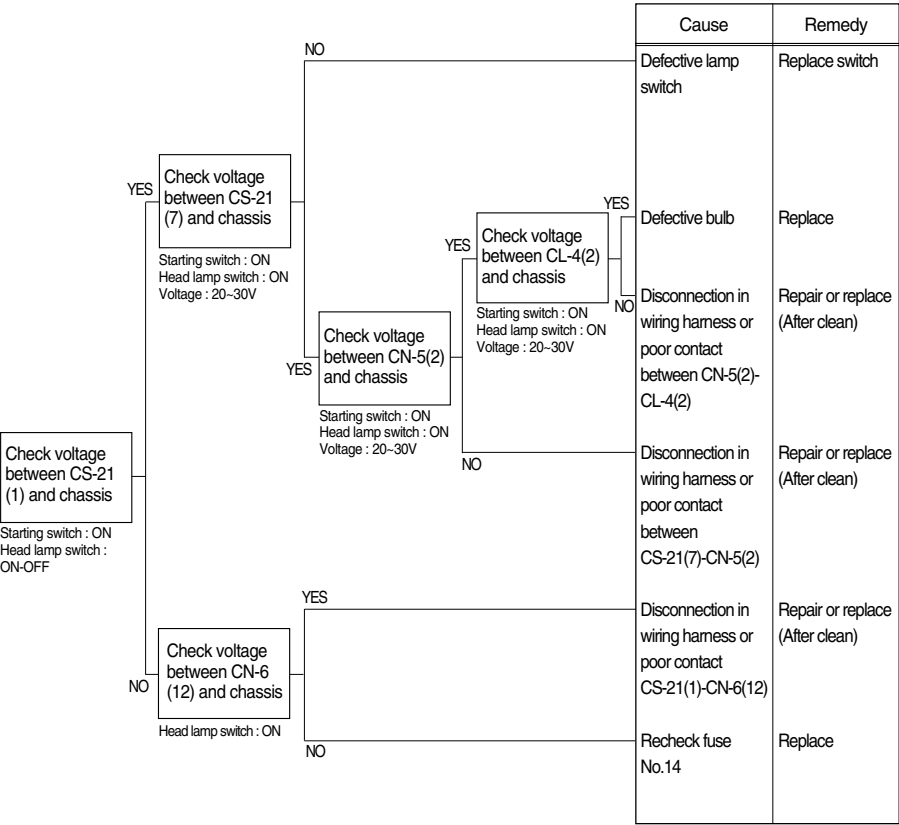 Cause
Remedy
NO
Defective lamp
switch
Replace switch
YES
Check voltage
between CS-21
(7) and chassis
Starting switch : ON
Head lamp switch : ON
Voltage : 20~30V
YES
Defective bulb
Replace
YES
Check voltage
between CL-4(2)
and chassis
Starting switch : ON
Head lamp switch : ON
Voltage : 20~30V
NO
Disconnection in
wiring harness or
poor contact
between CN-5(2)-
CL-4(2)
Repair or replace
(After clean)
YES
Check voltage
between CN-5(2)
and chassis
Starting switch : ON
Head lamp switch : ON
Voltage : 20~30V
NO
Disconnection in
wiring harness or
poor contact
between
CS-21(7)-CN-5(2)
Repair or replace
(After clean)
Check voltage
between CS-21
(1) and chassis
Starting switch : ON
Head lamp switch :
ON-OFF
YES
Disconnection in
wiring harness or
poor contact
CS-21(1)-CN-6(12)
Repair or replace
(After clean)
NO
Check voltage
between CN-6
(12) and chassis
Head lamp switch : ON
NO
Recheck fuse
No.14
Replace